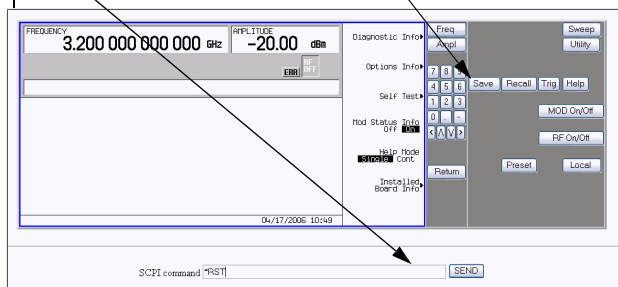 FREQUENCY
3.200 000 000 000 GHz
AMPLITUDE
-20.00 dBm
ERR
RF OFF
04/17/2006 10:49
Diagnostic Info
Options Info
Self Test
Mod Status Info
Off On
Help Mode
Single Cont
Installed
Board Info
Freq
Ampl
7 8 9
4 5 6
1 2 3
0 . -
< Λ V >
Return
Sweep
Utility
Save Recall Trig Help
MOD On/Off
RF On/Off
Preset Local
SCPI command *RST SEND